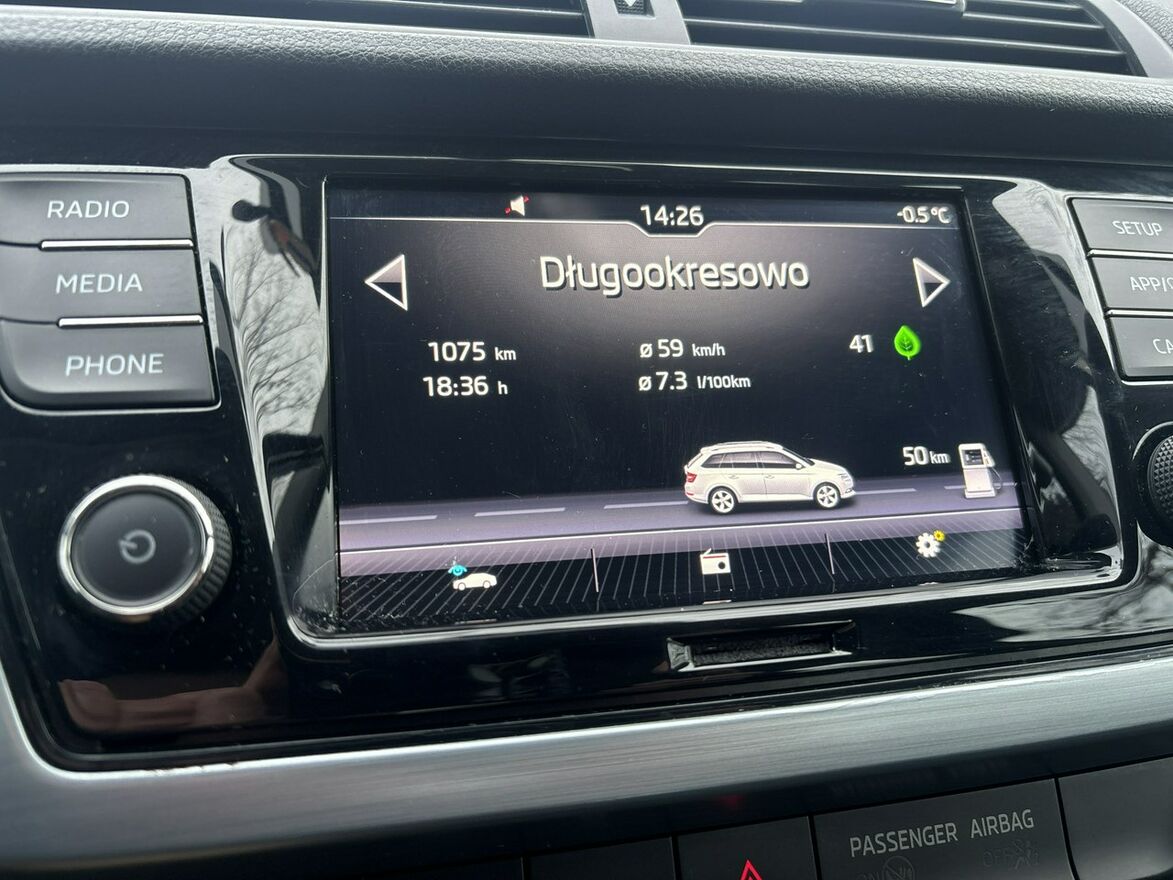 RADIO
MEDIA
PHONE
14:26
-0.5°C
Długookresowo
1075 km
ø 59 km/h
41
18:36 h
ø 7.3 l/100km
50 km
SETUP
PASSENGER AIRBAG